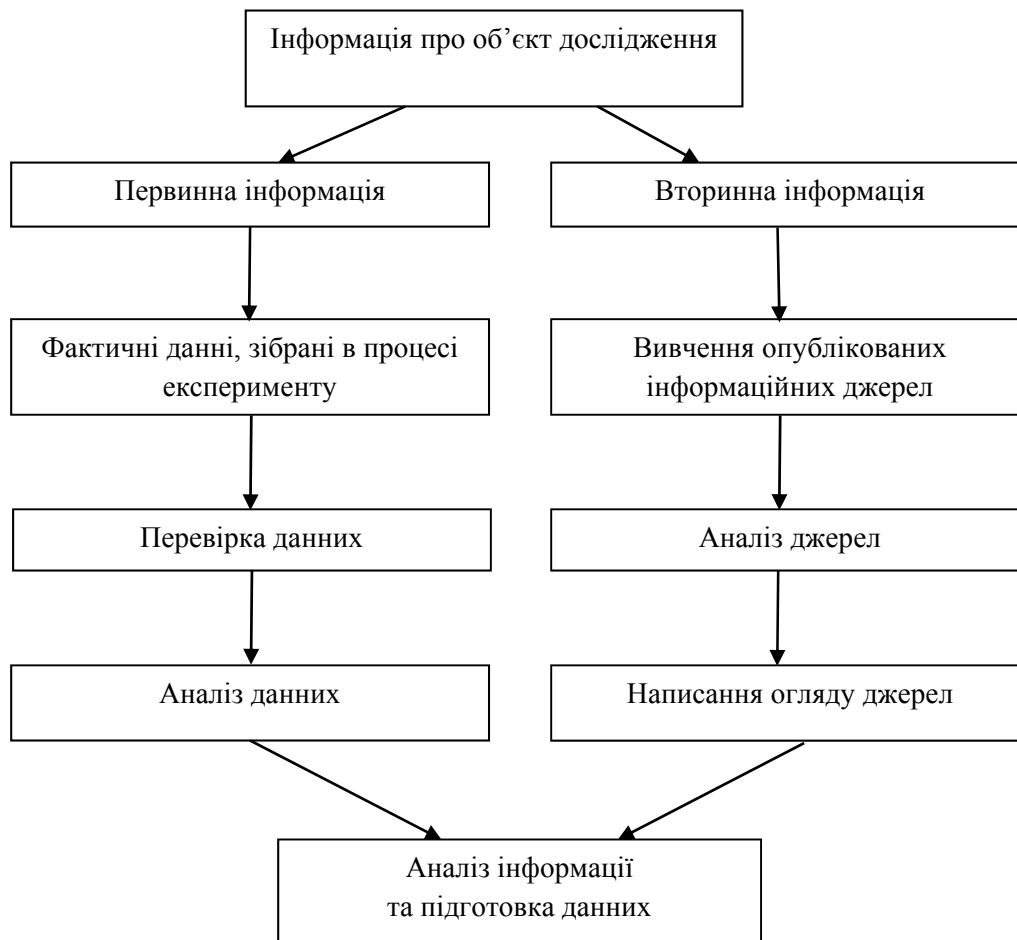 Інформація про об’єкт дослідження
Первинна інформація
Вторинна інформація
Фактичні данні, зібрані в процесі
експерименту
Вивчення опублікованих
інформаційних джерел
Перевірка данних
Аналіз джерел
Аналіз данних
Написання огляду джерел
Аналіз інформації
та підготовка данних